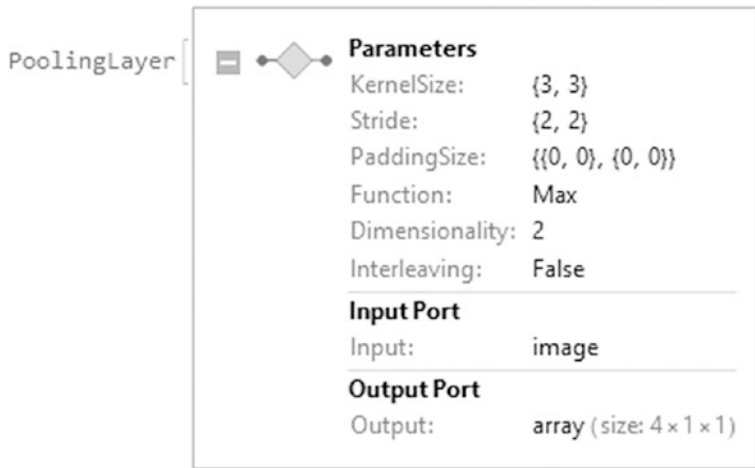 PoolingLayer[
Parameters
KernelSize: {3, 3}
Stride: {2, 2}
PaddingSize: {{0, 0}, {0, 0}}
Function: Max
Dimensionality: 2
Interleaving: False
Input Port
Input: image
Output Port
Output: array (size: 4×1×1)